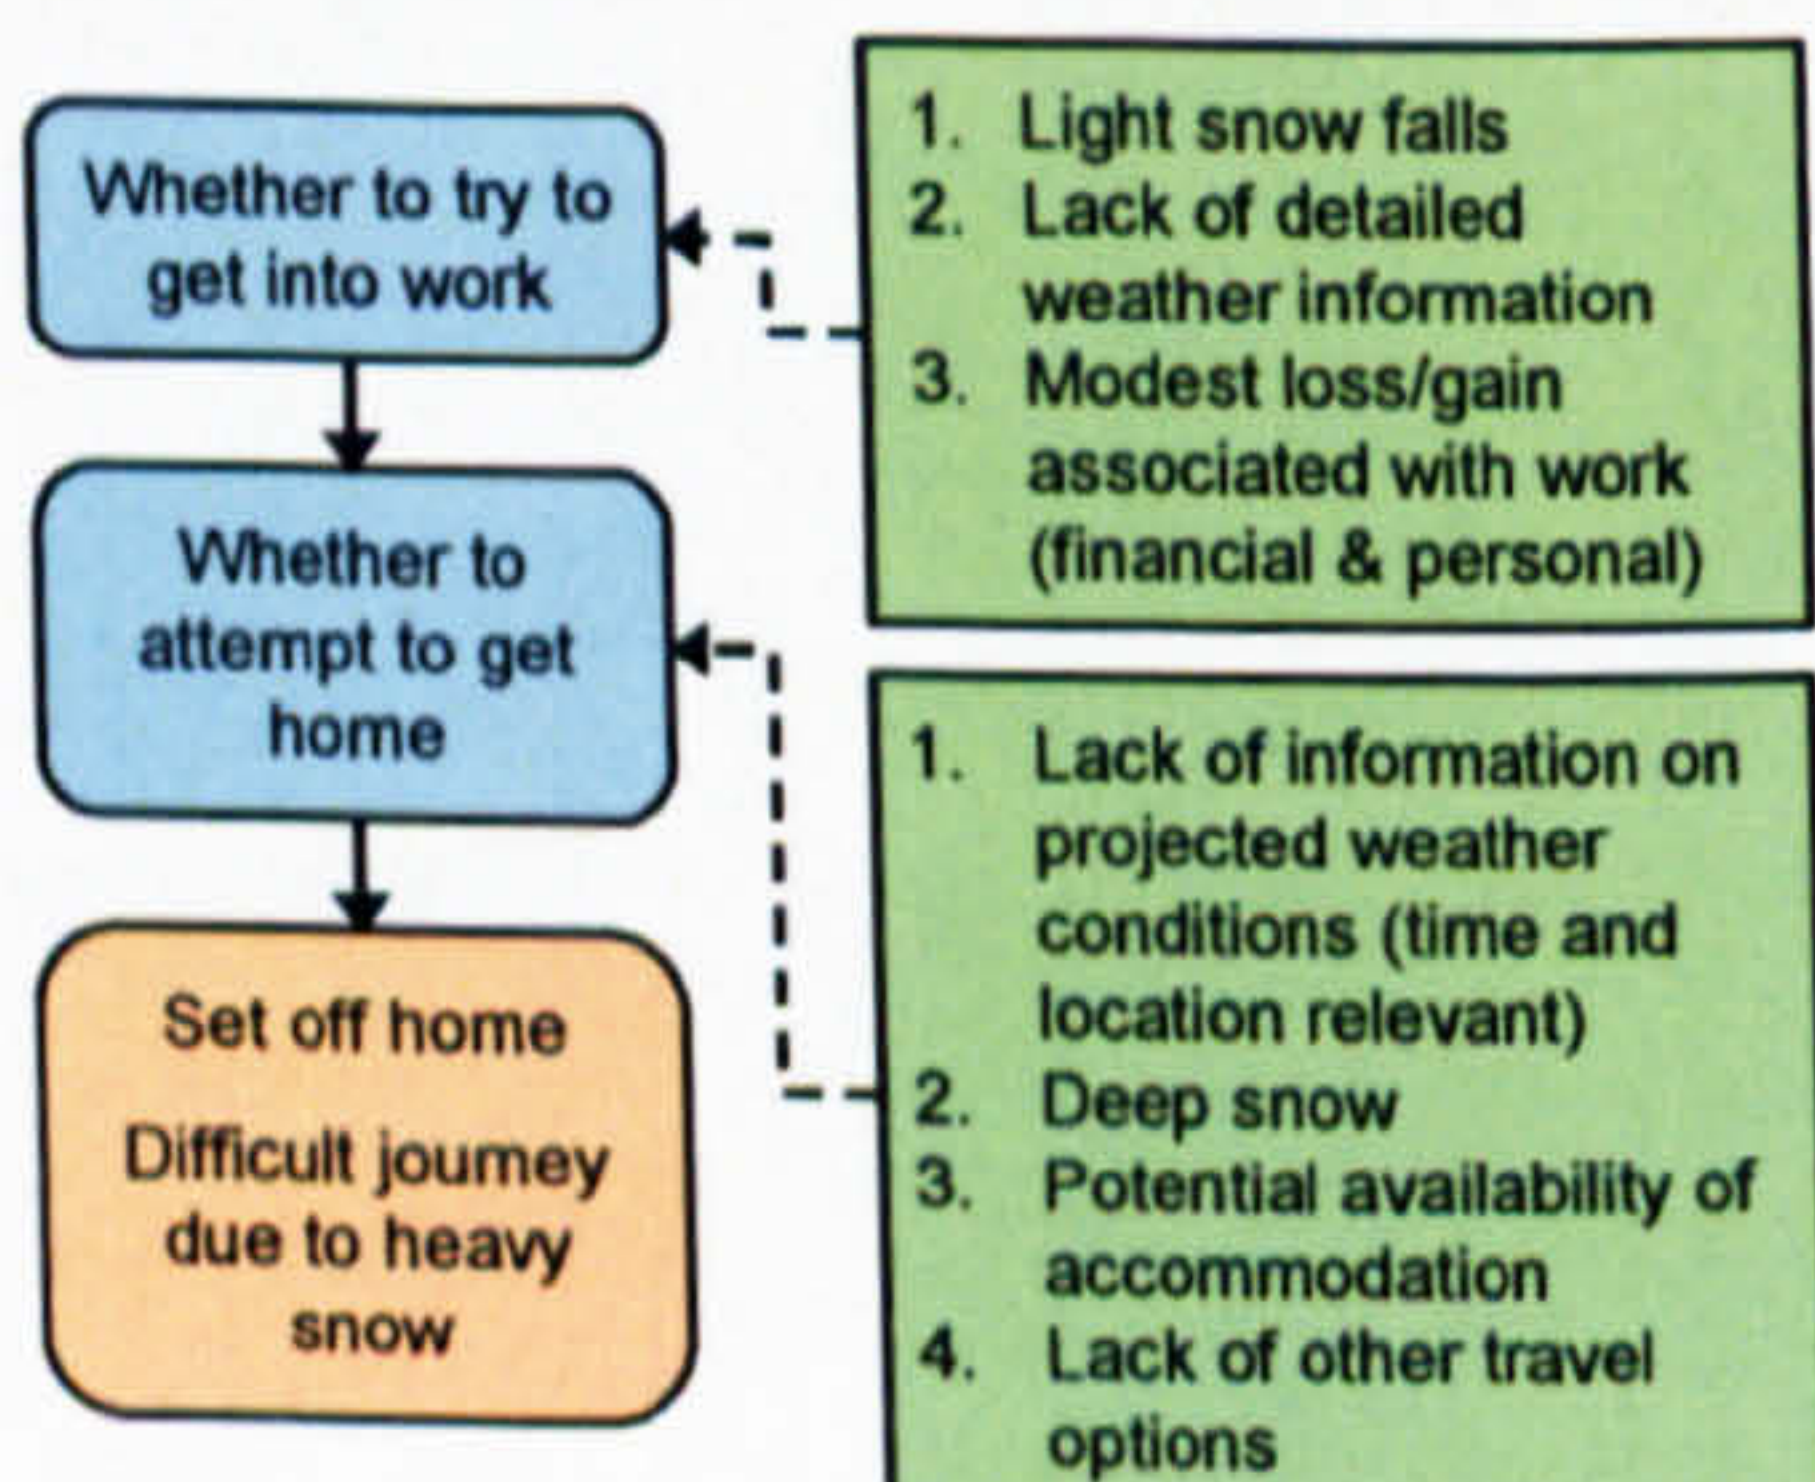 Whether to try to
get into work
Whether to
attempt to get
home
Set off home
Difficult journey
due to heavy
snow
1. Light snow falls
2. Lack of detailed
weather information
3. Modest loss/gain
associated with work
(financial & personal)
1. Lack of information on
projected weather
conditions (time and
location relevant)
2. Deep snow
3. Potential availability of
accommodation
4. Lack of other travel
options